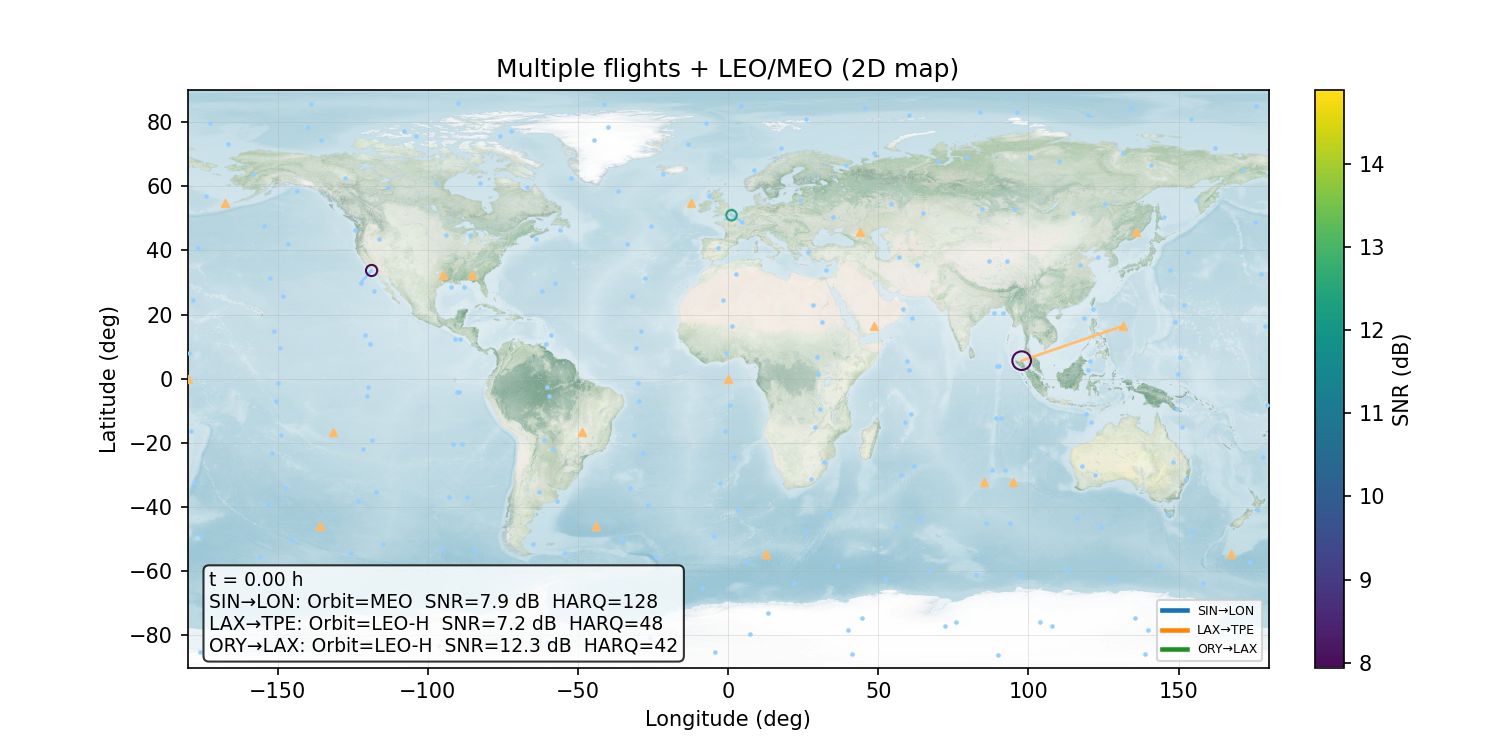 Multiple flights + LEO/MEO (2D map)
80
60
40
20
0
−20
−40
−60
−80
Latitude (deg)
−150
−100
−50
0
50
100
150
Longitude (deg)
t = 0.00 h
SIN→LON: Orbit=MEO SNR=7.9 dB HARQ=128
LAX→TPE: Orbit=LEO-H SNR=7.2 dB HARQ=48
ORY→LAX: Orbit=LEO-H SNR=12.3 dB HARQ=42
SIN→LON
LAX→TPE
ORY→LAX
14
13
12
11
10
9
8
SNR (dB)